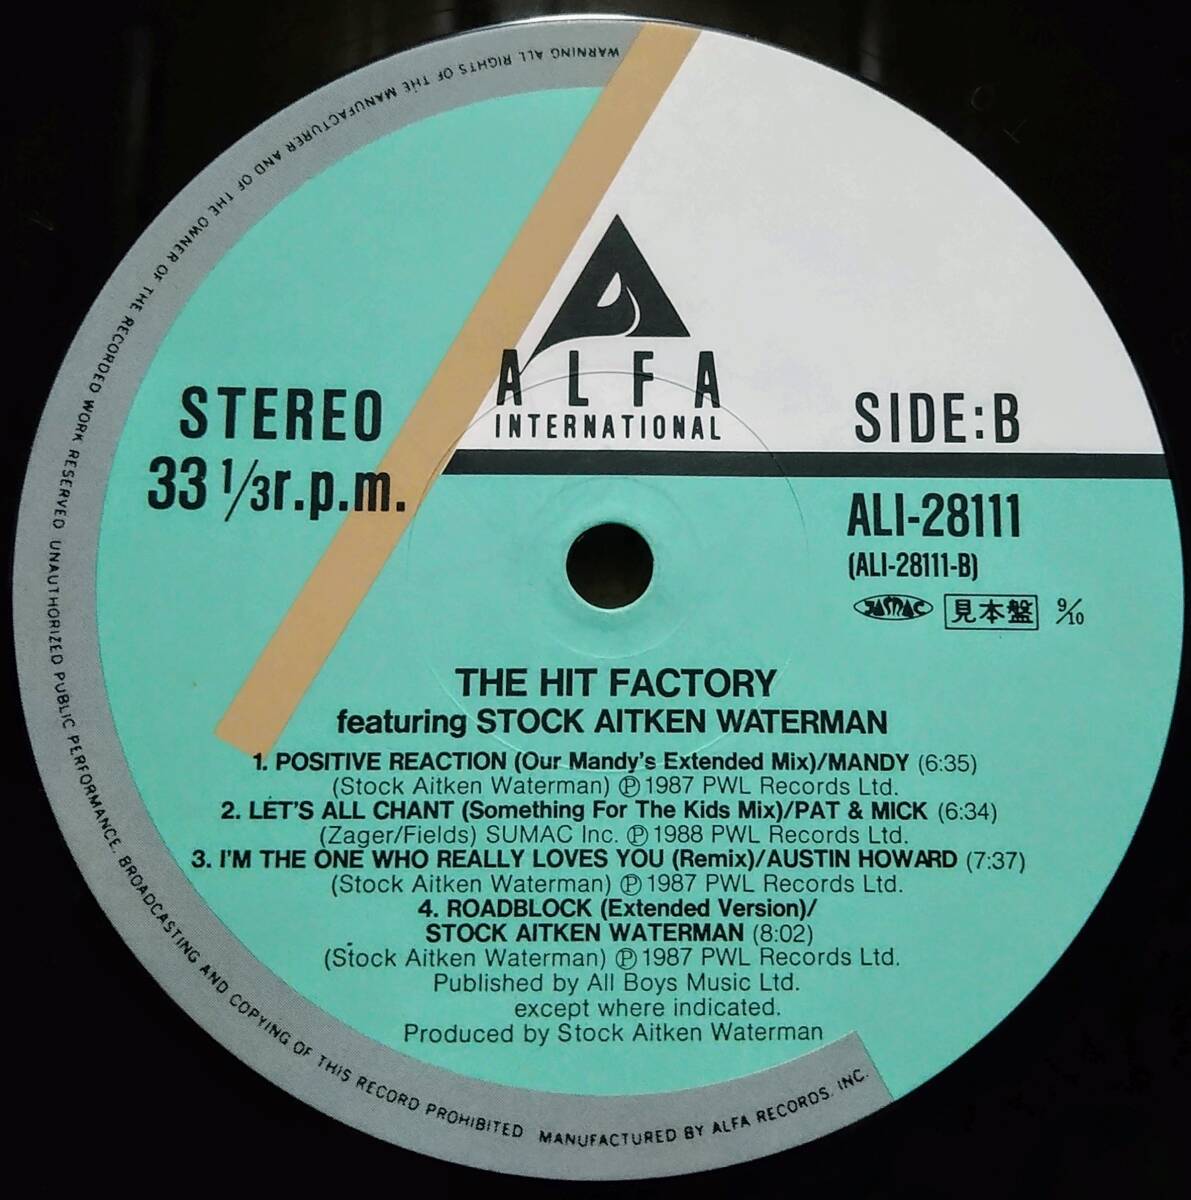 WARNING ALL RIGHTS OF THE MANUFACTURER AND OF THE OWNER OF THE RECORDED WORK RESERVED UNAUTHORIZED PUBLIC PERFORMANCE, BROADCASTING AND COPYING OF THIS RECORD PROHIBITED MANUFACTURED BY ALFA RECORDS, INC.
ALFA
INTERNATIONAL
STEREO
33 1/3 r.p.m.
SIDE:B
ALI-28111
(ALI-28111-B)
JASRAC 見本盤 9/10
THE HIT FACTORY
featuring STOCK AITKEN WATERMAN
1. POSITIVE REACTION (Our Mandy's Extended Mix)/MANDY (6:35)
(Stock Aitken Waterman) Ⓟ1987 PWL Records Ltd.
2. LET'S ALL CHANT (Something For The Kids Mix)/PAT & MICK (6:34)
(Zager/Fields) SUMAC Inc. Ⓟ1988 PWL Records Ltd.
3. I'M THE ONE WHO REALLY LOVES YOU (Remix)/AUSTIN HOWARD (7:37)
(Stock Aitken Waterman) Ⓟ1987 PWL Records Ltd.
4. ROADBLOCK (Extended Version)/
STOCK AITKEN WATERMAN (8:02)
(Stock Aitken Waterman) Ⓟ1987 PWL Records Ltd.
Published by All Boys Music Ltd.
except where indicated.
Produced by Stock Aitken Waterman